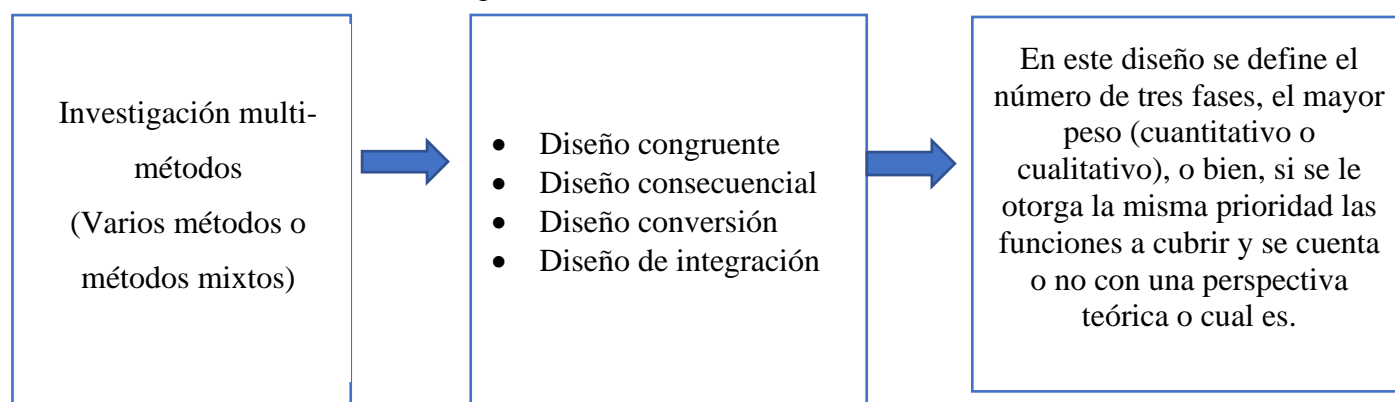 Investigación multi-
métodos
(Varios métodos o
métodos mixtos)
• Diseño congruente
• Diseño consecuencial
• Diseño conversión
• Diseño de integración
En este diseño se define el
número de tres fases, el mayor
peso (cuantitativo o
cualitativo), o bien, si se le
otorga la misma prioridad las
funciones a cubrir y se cuenta
o no con una perspectiva
teórica o cual es.